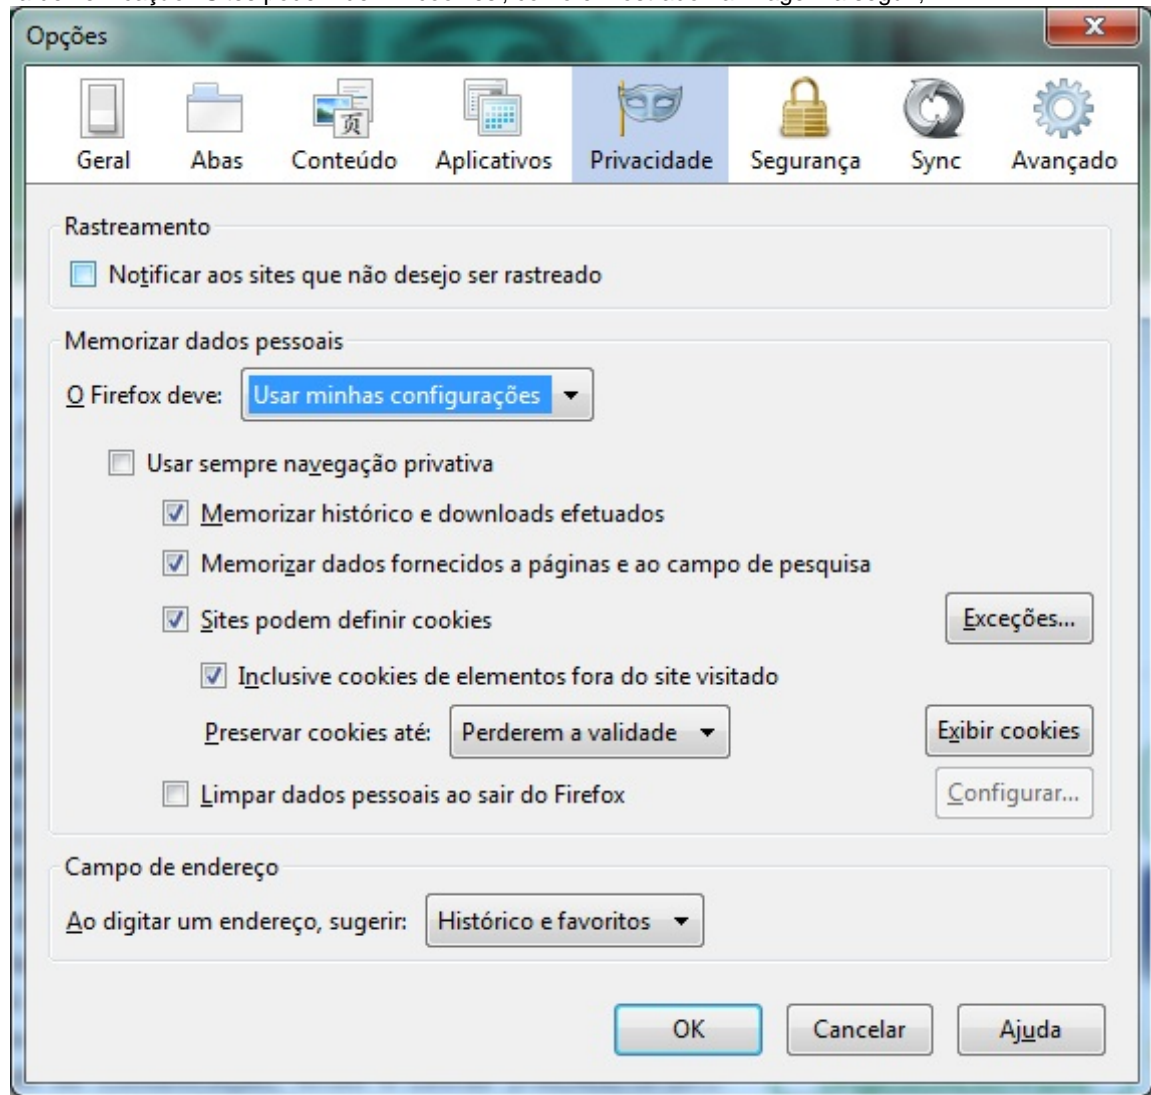 Opções
Geral Abas Conteúdo Aplicativos Privacidade Segurança Sync Avançado
页
Rastreamento
Notificar aos sites que não desejo ser rastreado
Memorizar dados pessoais
O Firefox deve: Usar minhas configurações
Usar sempre navegação privativa
Memorizar histórico e downloads efetuados
Memorizar dados fornecidos a páginas e ao campo de pesquisa
Sites podem definir cookies Exceções...
Inclusive cookies de elementos fora do site visitado
Preservar cookies até: Perderem a validade Exibir cookies
Limpar dados pessoais ao sair do Firefox Configurar...
Campo de endereço
Ao digitar um endereço, sugerir: Histórico e favoritos
OK Cancelar Ajuda